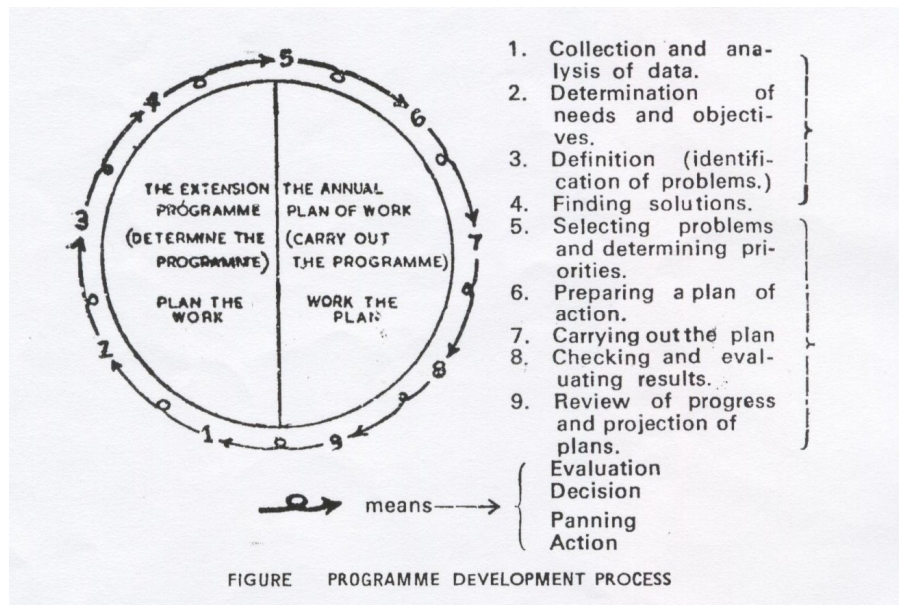 5
4
6
3
7
2
8
1
9
THE EXTENSION
PROGRAMME
(DETERMINE THE
PROGRAMME)
PLAN THE
WORK
THE ANNUAL
PLAN OF WORK
(CARRY OUT
THE PROGRAMME)
WORK THE
PLAN
1. Collection and ana-
lysis of data.
2. Determination of
needs and objecti-
ves.
3. Definition (identifi-
cation of problems.)
4. Finding solutions.
5. Selecting problems
and determining pri-
orities.
6. Preparing a plan of
action.
7. Carrying out the plan
8. Checking and eval-
uating results.
9. Review of progress
and projection of
plans.
means
Evaluation
Decision
Panning
Action
FIGURE PROGRAMME DEVELOPMENT PROCESS